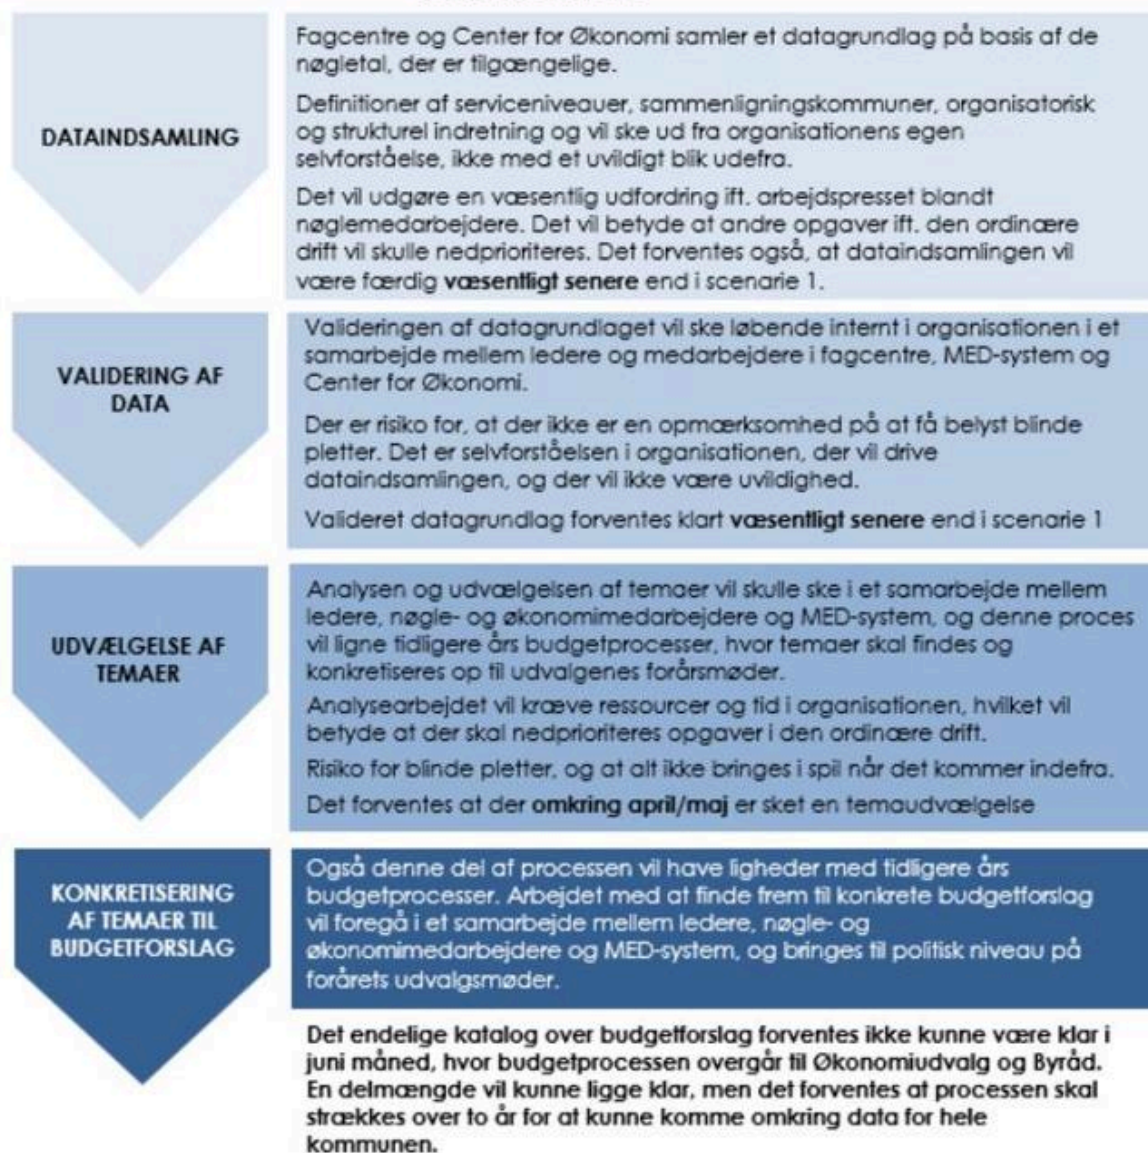 DATAINDSAMLING
Fagcentre og Center for Økonomi samler et datagrundlag på basis af de
nøgletal, der er tilgængelige.
Definitioner af serviceniveauer, sammenligningskommuner, organisatorisk
og strukturel indretning og vil ske ud fra organisationens egen
selvforståelse, ikke med et uvildigt blik udefra.
Det vil udgøre en væsentlig udfordring ift. arbejdspresset blandt
nøglemedarbejdere. Det vil betyde at andre opgaver ift. den ordinære
drift vil skulle nedprioriteres. Det forventes også, at dataindsamlingen vil
være færdig væsentligt senere end i scenarie 1.
VALIDERING AF
DATA
Valideringen af datagrundlaget vil ske løbende internt i organisationen i et
samarbejde mellem ledere og medarbejdere i fagcentre, MED-system og
Center for Økonomi.
Der er risiko for, at der ikke er en opmærksomhed på at få belyst blinde
pletter. Det er selvforståelsen i organisationen, der vil drive
dataindsamlingen, og der vil ikke være uvildighed.
Valideret datagrundlag forventes klart væsentligt senere end i scenarie 1
UDVÆLGELSE AF
TEMAER
Analysen og udvælgelsen af temaer vil skulle ske i et samarbejde mellem
ledere, nøgle- og økonomimedarbejdere og MED-system, og denne proces
vil ligne tidligere års budgetprocesser, hvor temaer skal findes og
konkretiseres op til udvalgenes forårsmøder.
Analysearbejdet vil kræve ressourcer og tid i organisationen, hvilket vil
betyde at der skal nedprioriteres opgaver i den ordinære drift.
Risiko for blinde pletter, og at alt ikke bringes i spil når det kommer indefra.
Det forventes at der omkring april/maj er sket en temaudvælgelse
KONKRETISERING
AF TEMAER TIL
BUDGETFORSLAG
Også denne del af processen vil have ligheder med tidligere års
budgetprocesser. Arbejdet med at finde frem til konkrete budgetforslag
vil foregå i et samarbejde mellem ledere, nøgle- og
økonomimedarbejdere og MED-system, og bringes til politisk niveau på
forårets udvalgsmøder.
Det endelige katalog over budgetforslag forventes ikke kunne være klar i
juni måned, hvor budgetprocessen overgår til Økonomiudvalg og Byråd.
En delmængde vil kunne ligge klar, men det forventes at processen skal
strækkes over to år for at kunne komme omkring data for hele
kommunen.